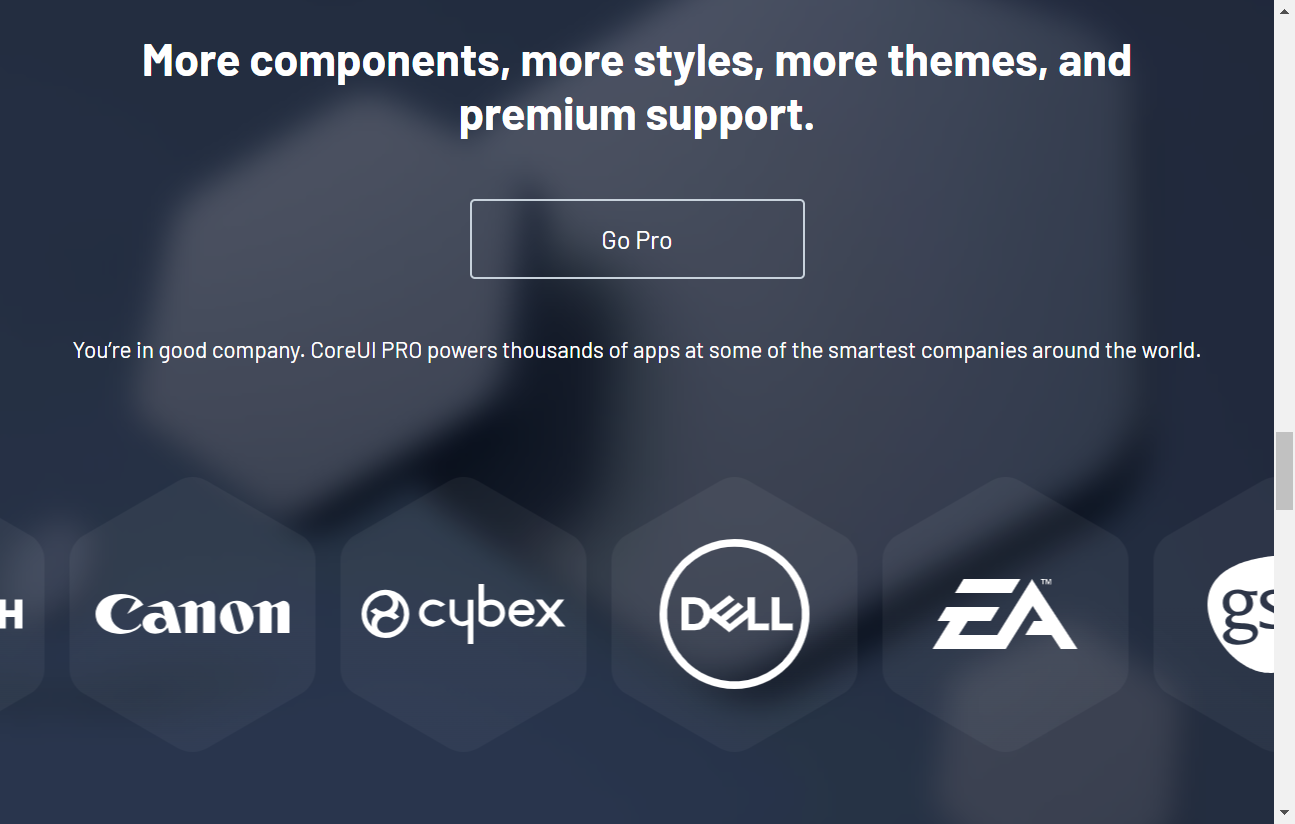 More components, more styles, more themes, and
premium support.
Go Pro
You’re in good company. CoreUI PRO powers thousands of apps at some of the smartest companies around the world.
H
Canon
cybex
DELL
EA™
gs